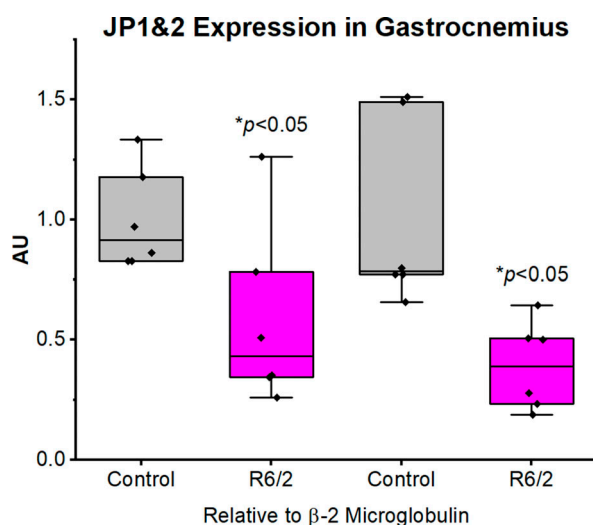 JP1&2 Expression in Gastrocnemius
1.5
*p<0.05
1.0
AU
*p<0.05
0.5
0.0
Control R6/2 Control R6/2
Relative to β-2 Microglobulin